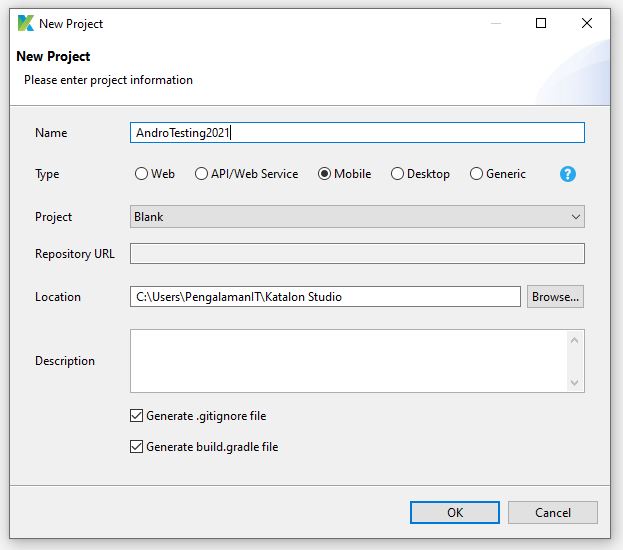 New Project
New Project
Please enter project information
Name AndroTesting2021
Type Web API/Web Service Mobile Desktop Generic ?
Project Blank
Repository URL
Location C:\Users\PengalamanIT\Katalon Studio Browse...
Description
Generate .gitignore file
Generate build.gradle file
OK Cancel